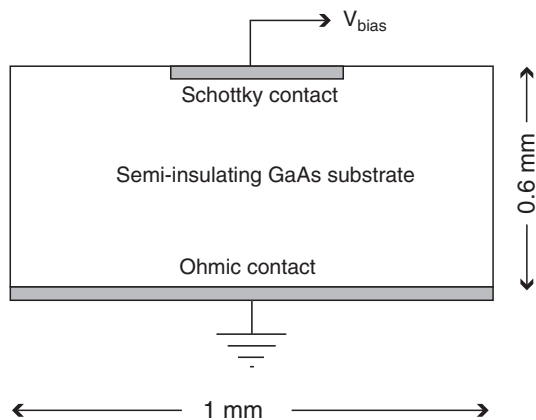 V_bias
Schottky contact
Semi-insulating GaAs substrate
0.6 mm
Ohmic contact
1 mm